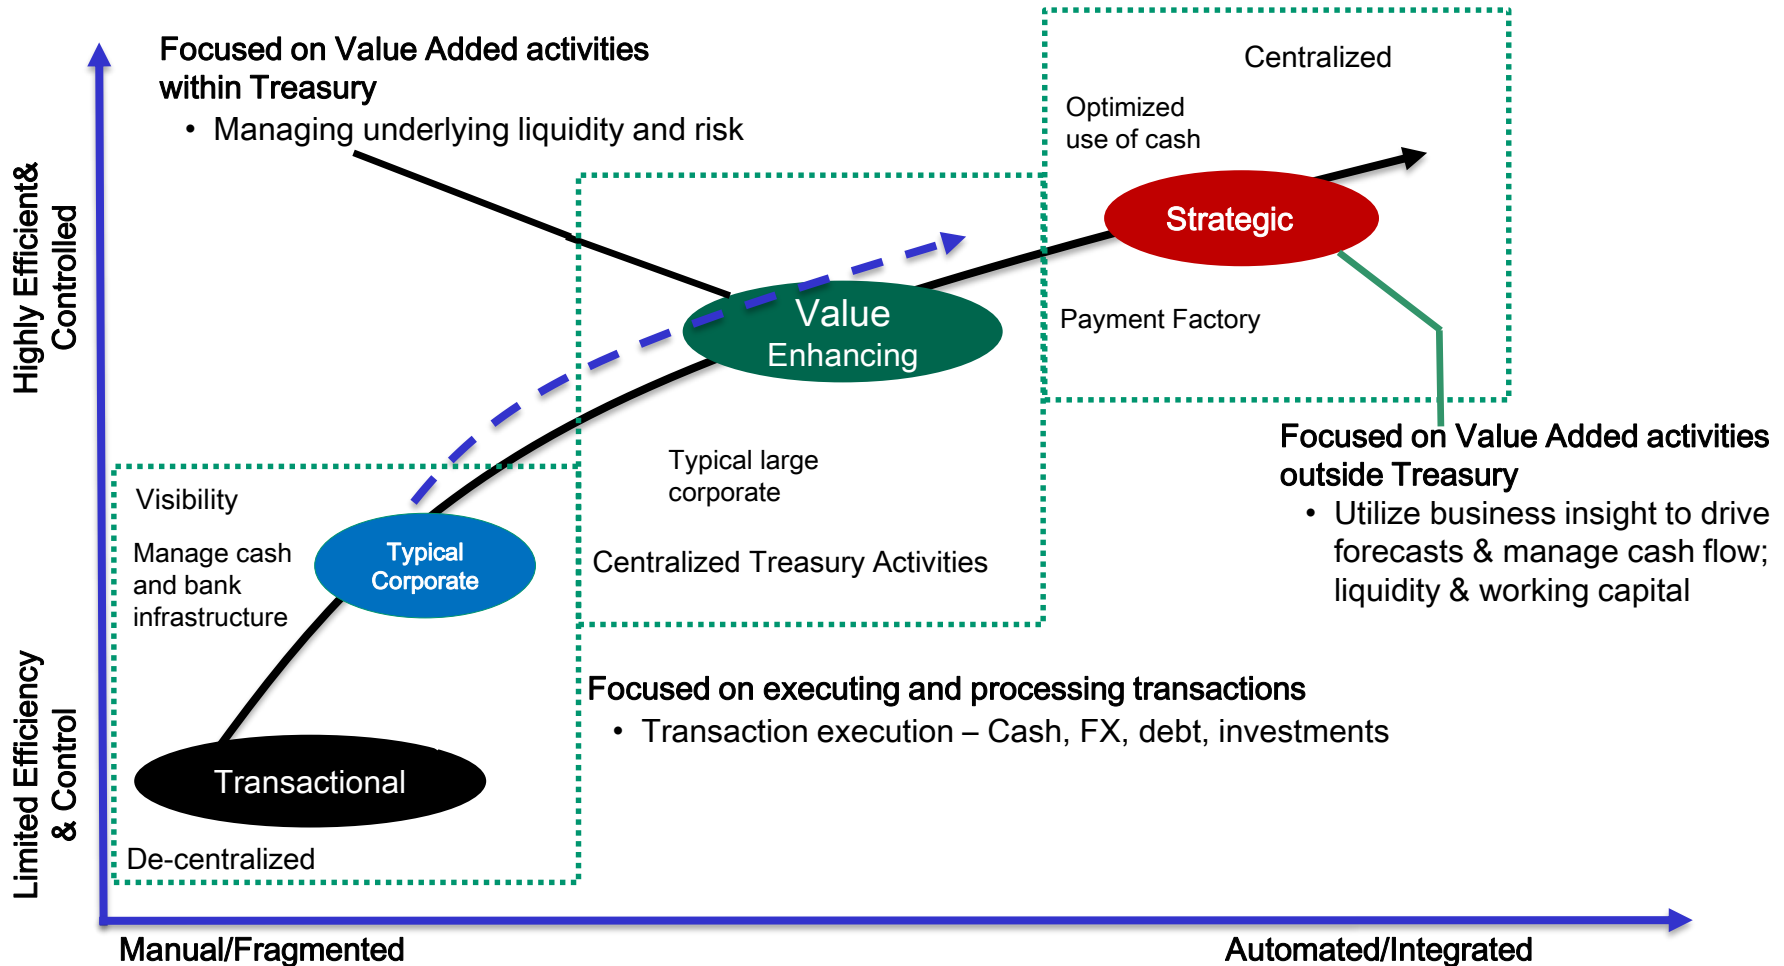 Focused on Value Added activities
within Treasury
• Managing underlying liquidity and risk
Centralized
Optimized
use of cash
Strategic
Payment Factory
Highly Efficient&
Controlled
Value
Enhancing
Typical large
corporate
Centralized Treasury Activities
Focused on Value Added activities
outside Treasury
• Utilize business insight to drive
forecasts & manage cash flow;
liquidity & working capital
Visibility
Manage cash
and bank
infrastructure
Typical
Corporate
Focused on executing and processing transactions
• Transaction execution – Cash, FX, debt, investments
Limited Efficiency
& Control
Transactional
De-centralized
Manual/Fragmented
Automated/Integrated